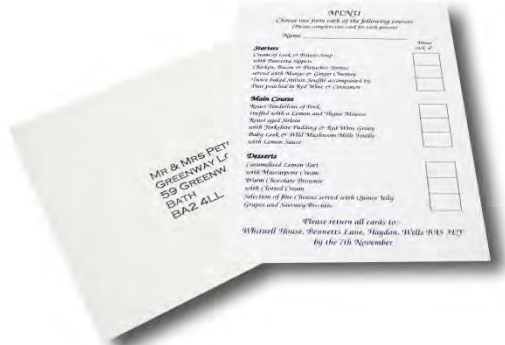 MENU
Choose one from each of the following courses
(Please complete one card for each person)
Name
Please
tick ✓
Starters
Cream of Leek & Potato Soup
with Pancetta Sippets
Chicken, Bacon & Pistachio Terrine
served with Mango & Ginger Chutney
Twice baked Stilton Soufflé accompanied by
Pear poached in Red Wine & Cinnamon
Main Course
Roast Tenderloin of Pork
stuffed with a Lemon and Thyme Mousse
Roast aged Sirloin
with Yorkshire Pudding & Red Wine Gravy
Baby Leek & Wild Mushroom Mille Feuille
with Lemon Sauce
Desserts
Caramelised Lemon Tart
with Mascarpone Cream
Warm Chocolate Brownie
with Clotted Cream
Selection of fine Cheeses served with Quince Jelly
Grapes and Savoury Biscuits
Please return all cards to:-
Whitwell House, Bennetts Lane, Haydon, Wells BA5
by the 7th November
MR & MRS PET
GREENWAY LO
59 GREENW
BATH
BA2 4LL